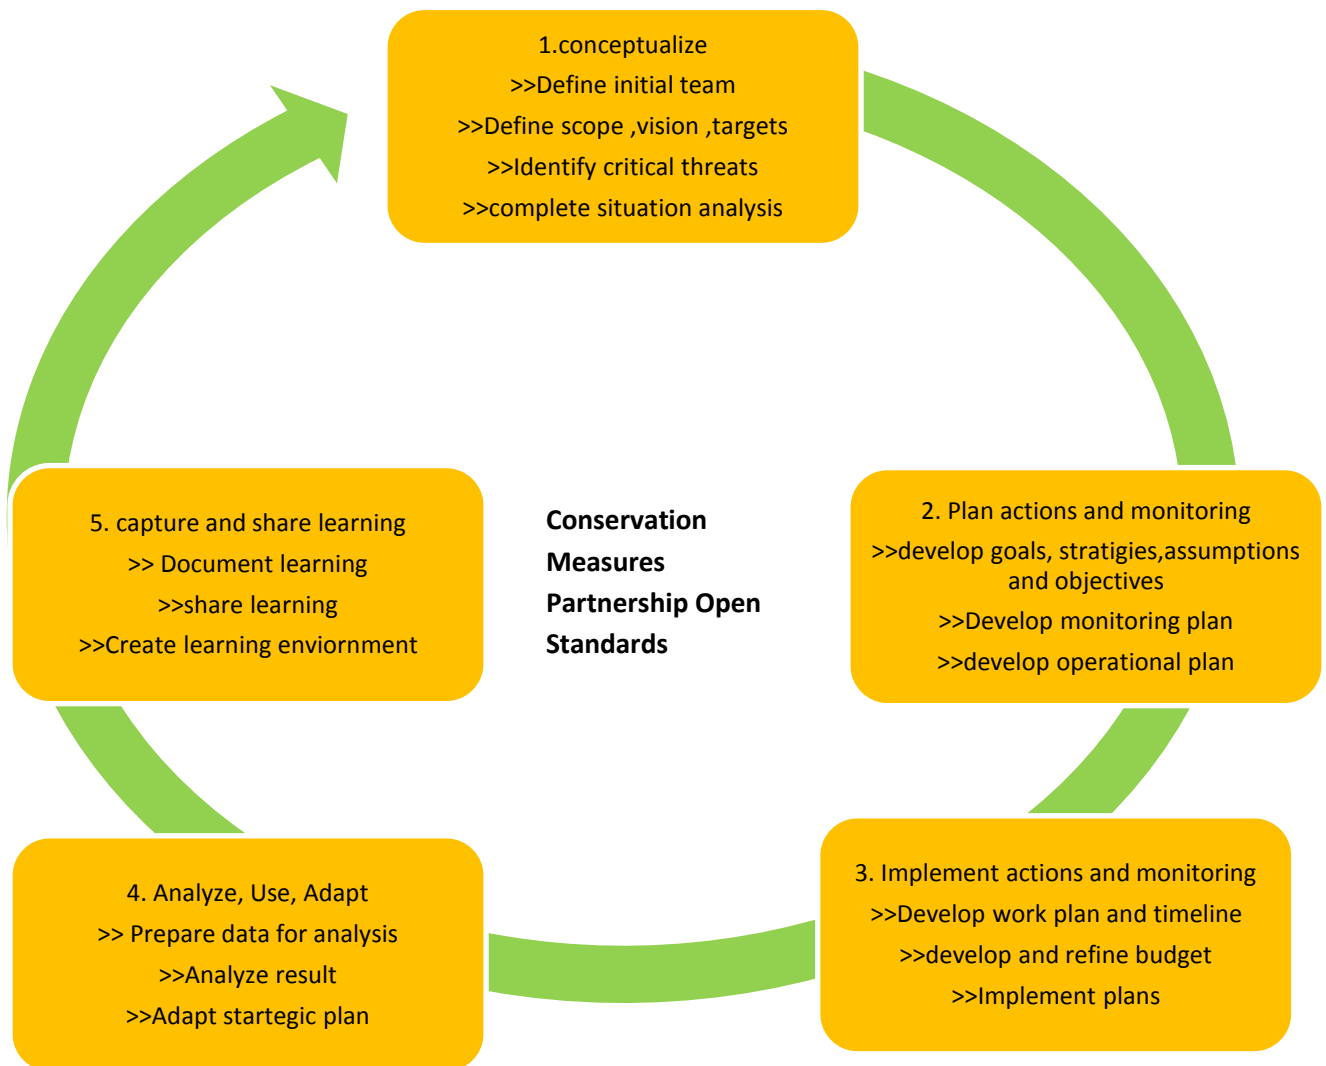 1.conceptualize
>>Define initial team
>>Define scope ,vision ,targets
>>Identify critical threats
>>complete situation analysis
2. Plan actions and monitoring
>>develop goals, stratigies,assumptions
and objectives
>>Develop monitoring plan
>>develop operational plan
3. Implement actions and monitoring
>>Develop work plan and timeline
>>develop and refine budget
>>Implement plans
4. Analyze, Use, Adapt
>> Prepare data for analysis
>>Analyze result
>>Adapt startegic plan
5. capture and share learning
>> Document learning
>>share learning
>>Create learning enviornment
Conservation
Measures
Partnership Open
Standards